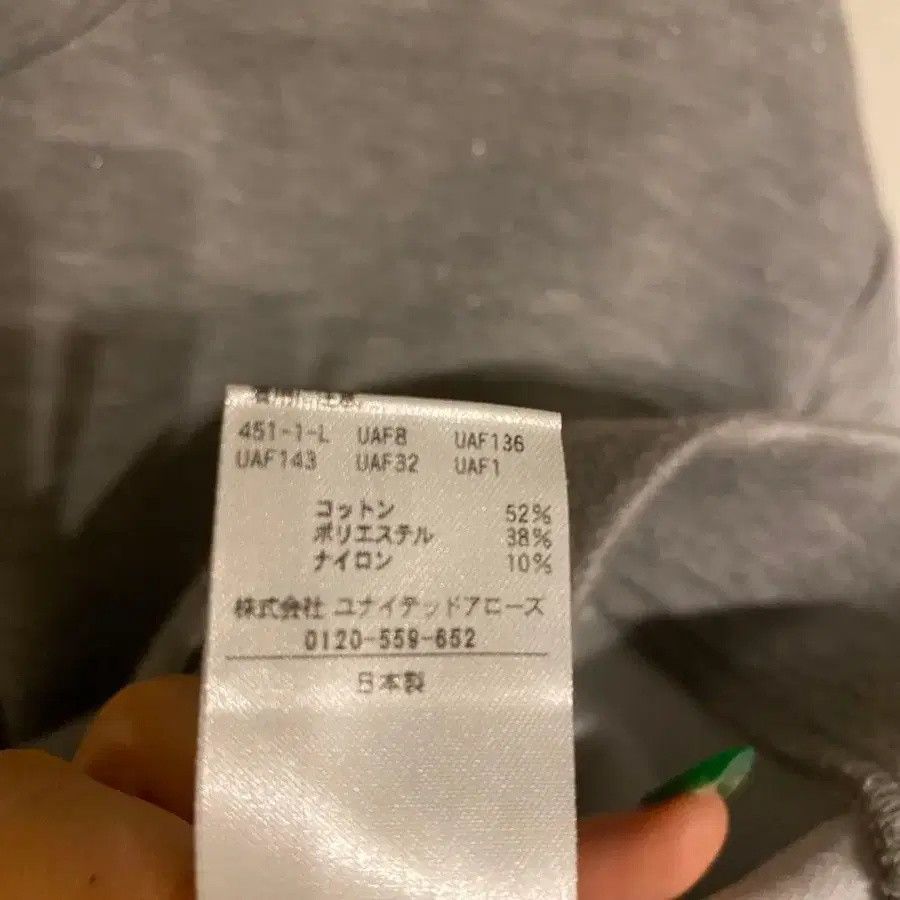 451-1-L UAF8 UAF136
UAF143 UAF32 UAF1
コットン 52%
ポリエステル 38%
ナイロン 10%
株式会社 ユナイテッドアローズ
0120-559-652
日本製